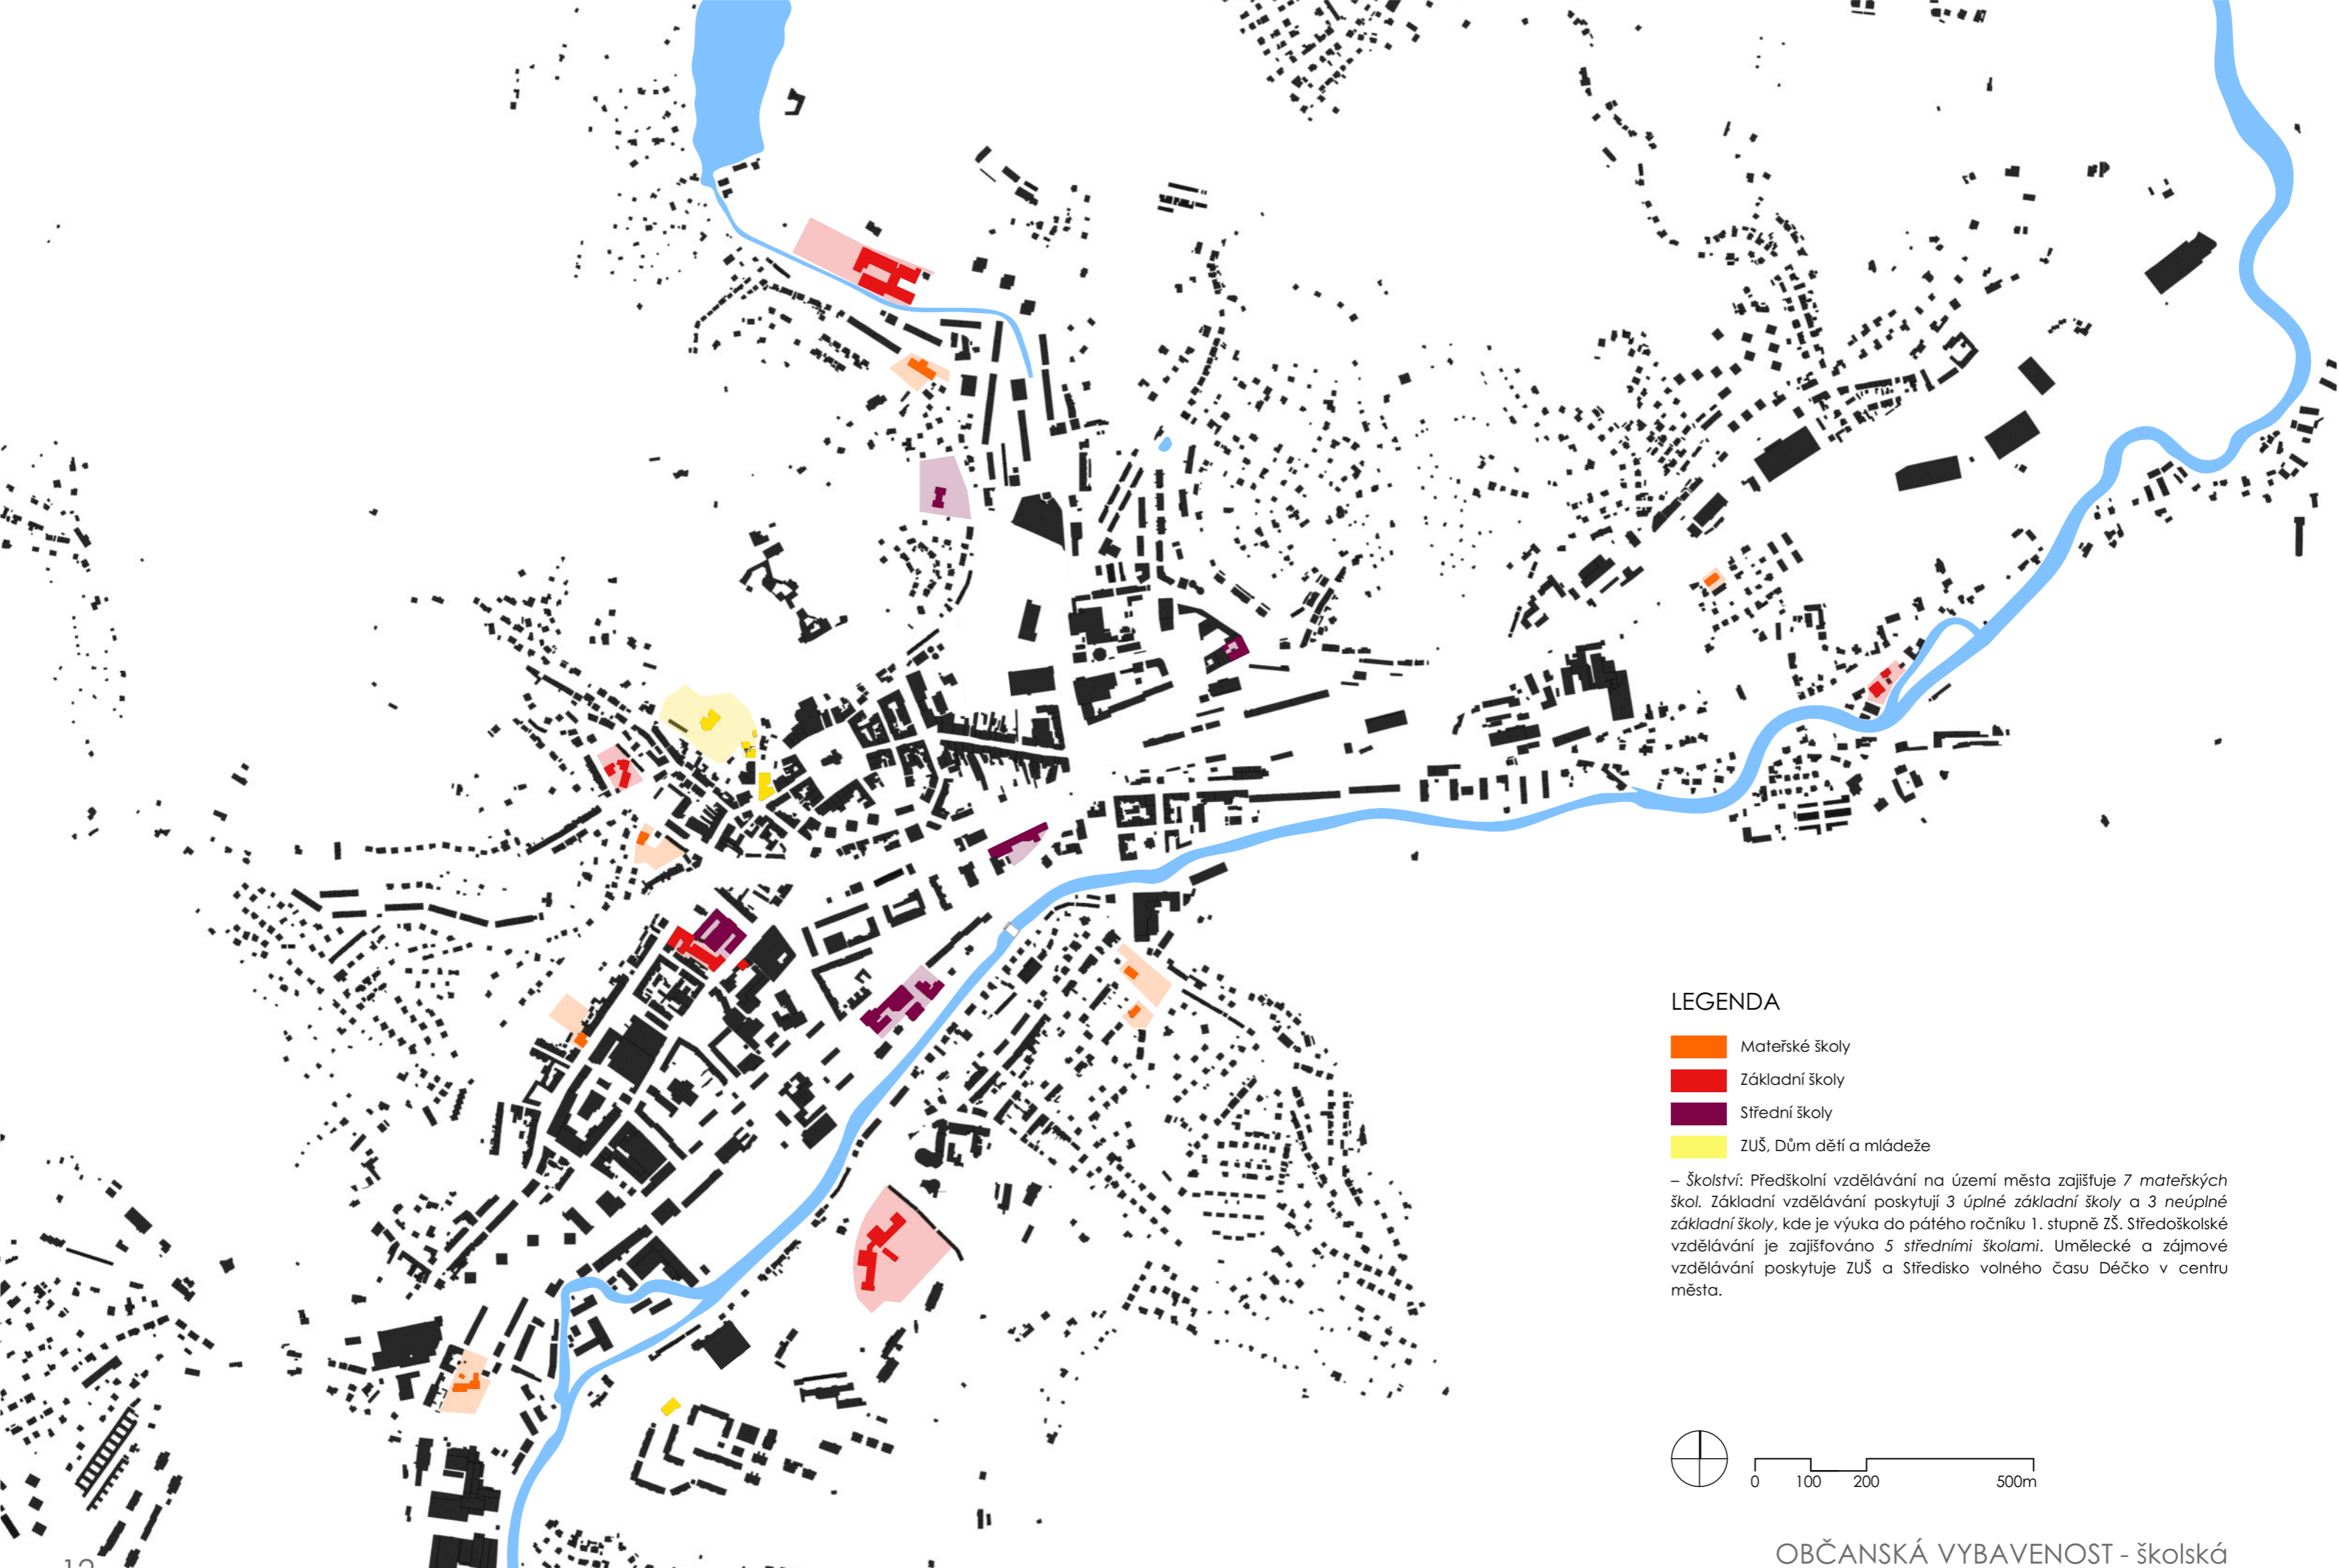 LEGENDA
Mateřské školy
Základní školy
Střední školy
ZUŠ, Dům dětí a mládeže
– Školství: Předškolní vzdělávání na území města zajišťuje 7 mateřských
škol. Základní vzdělávání poskytují 3 úplné základní školy a 3 neúplné
základní školy, kde je výuka do pátého ročníku 1. stupně ZŠ. Středoškolské
vzdělávání je zajišťováno 5 středními školami. Umělecké a zájmové
vzdělávání poskytuje ZUŠ a Středisko volného času Déčko v centru
města.
0 100 200 500m
OBČANSKÁ VYBAVENOST - školská